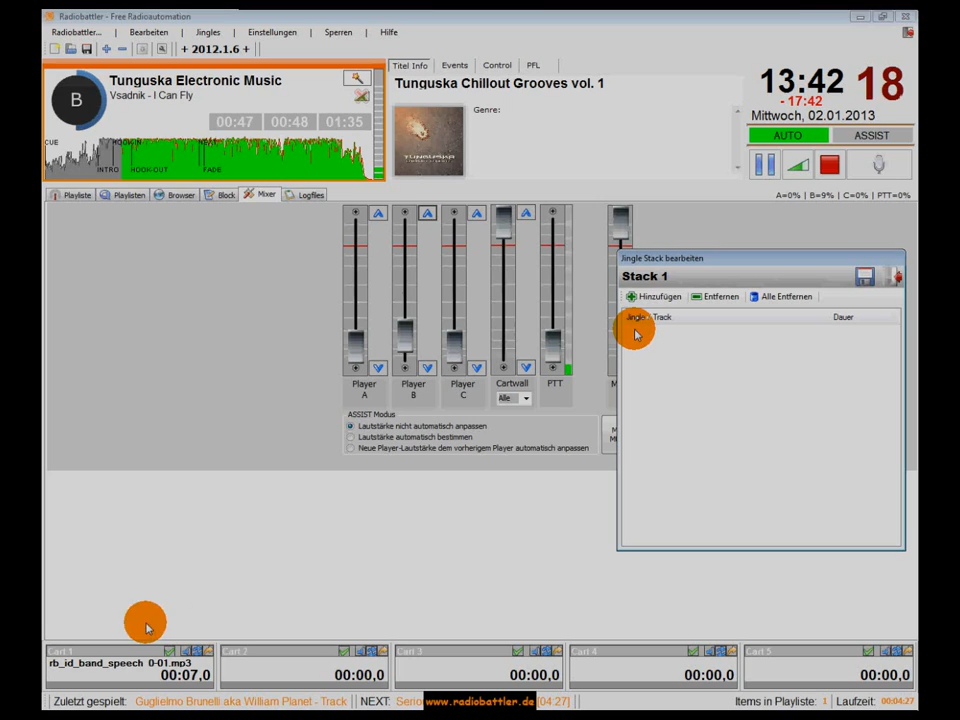 Radiobattler - Free Radioautomation
Radiobattler... Bearbeiten Jingles Einstellungen Sperren Hilfe
+ 2012.1.6 +
B
Tunguska Electronic Music
Vsadnik - I Can Fly
00:47 00:48 01:35
CUE HOOK-IN NEXT
INTRO HOOK-OUT FADE
Titel Info Events Control PFL
Tunguska Chillout Grooves vol. 1
Genre:
TUNGUSKA
13:42 18
- 17:42
Mittwoch, 02.01.2013
AUTO ASSIST
Playliste Playlisten Browser Block Mixer Logfiles
A=0% B=9% C=0% PTT=0%
Player A
Player B
Player C
Cartwall
Alle
PTT
ASSIST Modus
Lautstärke nicht automatisch anpassen
Lautstärke automatisch bestimmen
Neue Player-Lautstärke dem vorherigem Player automatisch anpassen
Jingle Stack bearbeiten
Stack 1
Hinzufügen Entfernen Alle Entfernen
Jingle / Track Dauer
Cart 1 Cart 2 Cart 3 Cart 4 Cart 5
rb_id_band_speech 0-01.mp3
00:07,0 00:00,0 00:00,0 00:00,0 00:00,0
Zuletzt gespielt: Guglielmo Brunelli aka William Planet - Track NEXT: Serio www.radiobattler.de [04:27] Items in Playliste: 1 Laufzeit: 00:04:27